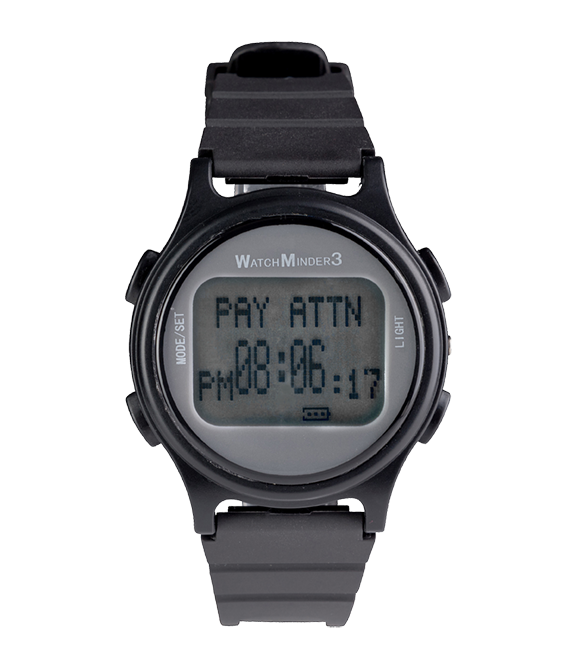 WATCHMINDER3
MODE/SET
LIGHT
PAY ATTN
PM08:06:17